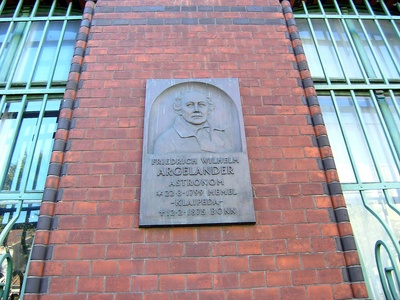 FRIEDRICH WILHELM
ARGELANDER
ASTRONOM
*22·3·1799 MEMEL
-KLAIPEDA-
†17·2·1875 BONN